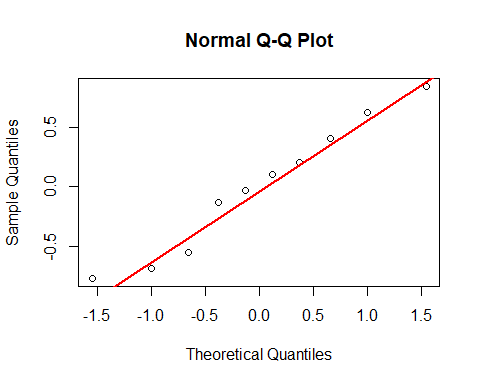 Normal Q-Q Plot
Sample Quantiles
0.5
0.0
-0.5
-1.5 -1.0 -0.5 0.0 0.5 1.0 1.5
Theoretical Quantiles